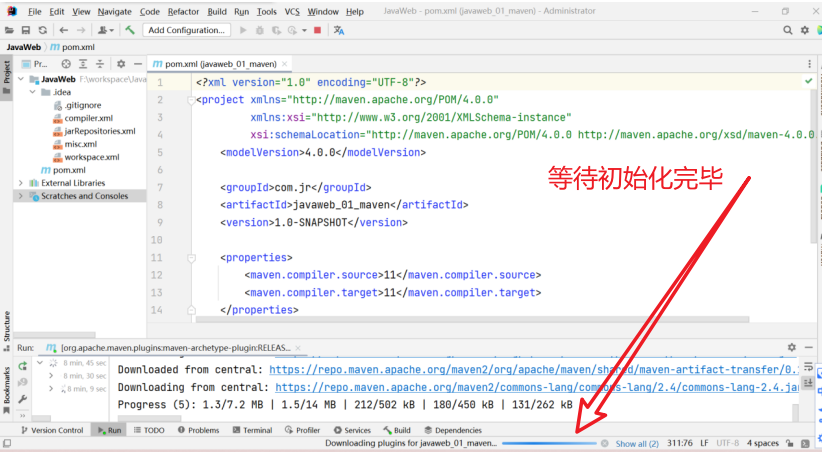 File Edit View Navigate Code Refactor Build Run Tools VCS Window Help JavaWeb - pom.xml (javaweb_01_maven) - Administrator
Add Configuration...
JavaWeb pom.xml
Project
Pr...
pom.xml (javaweb_01_maven)
JavaWeb F:\workspace\Java
.idea
.gitignore
compiler.xml
jarRepositories.xml
misc.xml
workspace.xml
pom.xml
External Libraries
Scratches and Consoles
1 <?xml version="1.0" encoding="UTF-8"?>
2 <project xmlns="http://maven.apache.org/POM/4.0.0"
3 xmlns:xsi="http://www.w3.org/2001/XMLSchema-instance"
4 xsi:schemaLocation="http://maven.apache.org/POM/4.0.0 http://maven.apache.org/xsd/maven-4.0.0
5 <modelVersion>4.0.0</modelVersion>
6
7 <groupId>com.jr</groupId>
8 <artifactId>javaweb_01_maven</artifactId>
9 <version>1.0-SNAPSHOT</version>
10
11 <properties>
12 <maven.compiler.source>11</maven.compiler.source>
13 <maven.compiler.target>11</maven.compiler.target>
14 </properties>
等待初始化完毕
Structure
Bookmarks
Run: [org.apache.maven.plugins:maven-archetype-plugin:RELEAS...
8 min, 45 sec
8 min, 30 sec
8 min, 9 sec
Downloaded from central: https://repo.maven.apache.org/maven2/org/apache/maven/shared/maven-artifact-transfer/0.
Downloading from central: https://repo.maven.apache.org/maven2/commons-lang/commons-lang/2.4/commons-lang-2.4.ja
Progress (5): 1.3/7.2 MB | 1.5/14 MB | 212/502 kB | 180/450 kB | 131/262 kB
Version Control Run TODO Problems Terminal Profiler Services Build Dependencies
Downloading plugins for javaweb_01_maven... Show all (2) 311:76 LF UTF-8 4 spaces